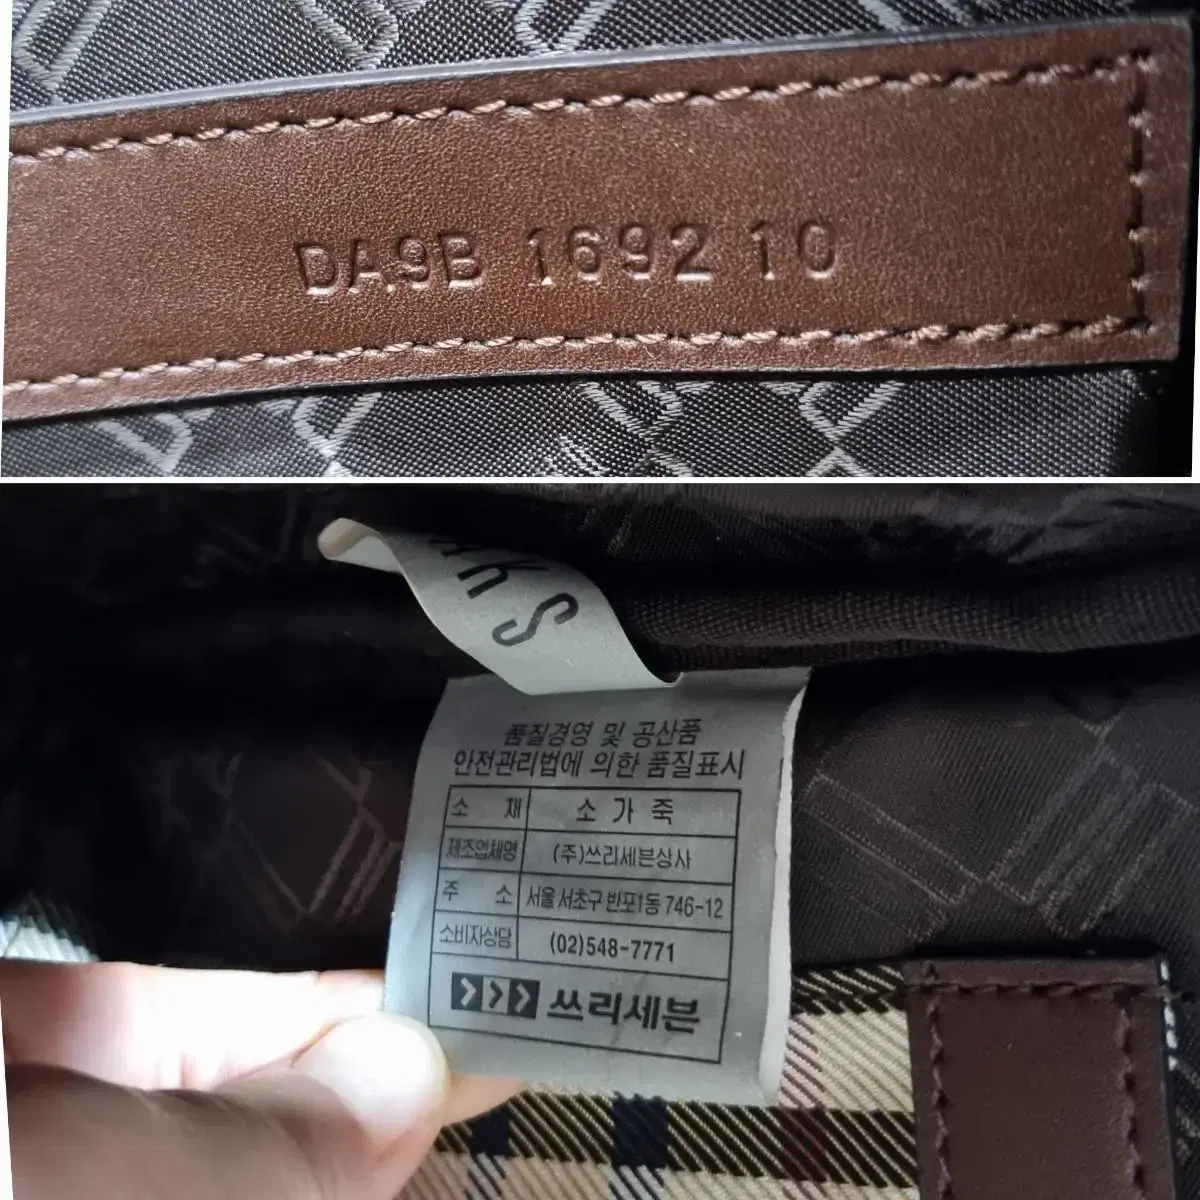 DA9B 1692 10
품질경영 및 공산품
안전관리법에 의한 품질표시
소 재 소 가 죽
제조업체명 (주)쓰리세븐상사
주 소 서울 서초구 반포1동 746-12
소비자상담 (02)548-7771
쓰리세븐